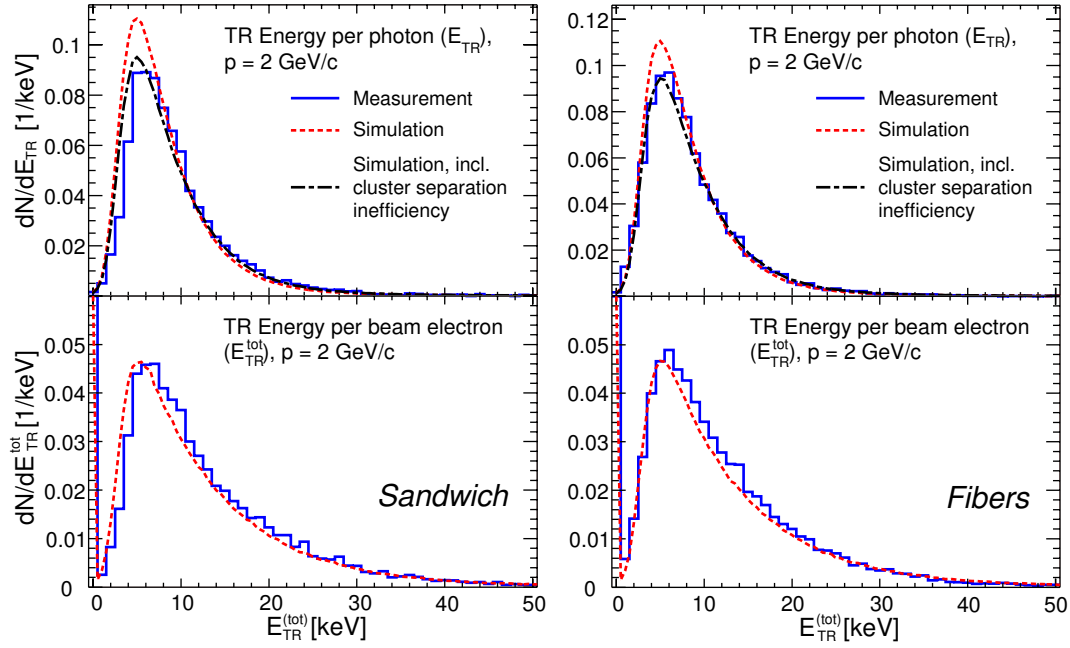 TR Energy per photon (E_TR),
p = 2 GeV/c
Measurement
Simulation
Simulation, incl.
cluster separation
inefficiency
dN/dE_TR [1/keV]
0.1
0.08
0.06
0.04
0.02
TR Energy per beam electron
(E_TR^tot), p = 2 GeV/c
Sandwich
dN/dE_TR^tot [1/keV]
0.05
0.04
0.03
0.02
0.01
0
0 10 20 30 40 50
E_TR^(tot) [keV]
TR Energy per photon (E_TR),
p = 2 GeV/c
Measurement
Simulation
Simulation, incl.
cluster separation
inefficiency
0.12
0.1
0.08
0.06
0.04
0.02
TR Energy per beam electron
(E_TR^tot), p = 2 GeV/c
Fibers
0.05
0.04
0.03
0.02
0.01
0
0 10 20 30 40 50
E_TR^(tot) [keV]